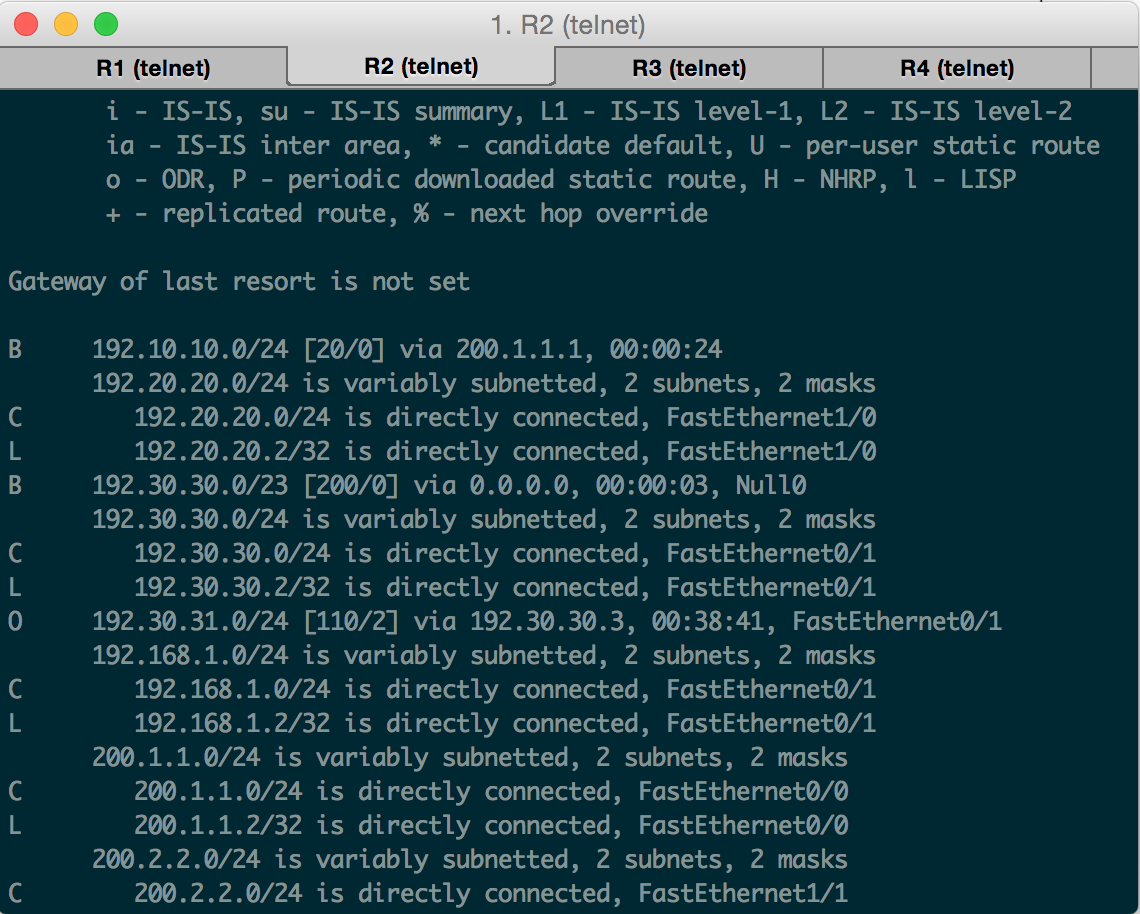 1. R2 (telnet)
R1 (telnet) R2 (telnet) R3 (telnet) R4 (telnet)
       i - IS-IS, su - IS-IS summary, L1 - IS-IS level-1, L2 - IS-IS level-2
       ia - IS-IS inter area, * - candidate default, U - per-user static route
       o - ODR, P - periodic downloaded static route, H - NHRP, l - LISP
       + - replicated route, % - next hop override

Gateway of last resort is not set

B     192.10.10.0/24 [20/0] via 200.1.1.1, 00:00:24
      192.20.20.0/24 is variably subnetted, 2 subnets, 2 masks
C        192.20.20.0/24 is directly connected, FastEthernet1/0
L        192.20.20.2/32 is directly connected, FastEthernet1/0
B     192.30.30.0/23 [200/0] via 0.0.0.0, 00:00:03, Null0
      192.30.30.0/24 is variably subnetted, 2 subnets, 2 masks
C        192.30.30.0/24 is directly connected, FastEthernet0/1
L        192.30.30.2/32 is directly connected, FastEthernet0/1
O     192.30.31.0/24 [110/2] via 192.30.30.3, 00:38:41, FastEthernet0/1
      192.168.1.0/24 is variably subnetted, 2 subnets, 2 masks
C        192.168.1.0/24 is directly connected, FastEthernet0/1
L        192.168.1.2/32 is directly connected, FastEthernet0/1
      200.1.1.0/24 is variably subnetted, 2 subnets, 2 masks
C        200.1.1.0/24 is directly connected, FastEthernet0/0
L        200.1.1.2/32 is directly connected, FastEthernet0/0
      200.2.2.0/24 is variably subnetted, 2 subnets, 2 masks
C        200.2.2.0/24 is directly connected, FastEthernet1/1